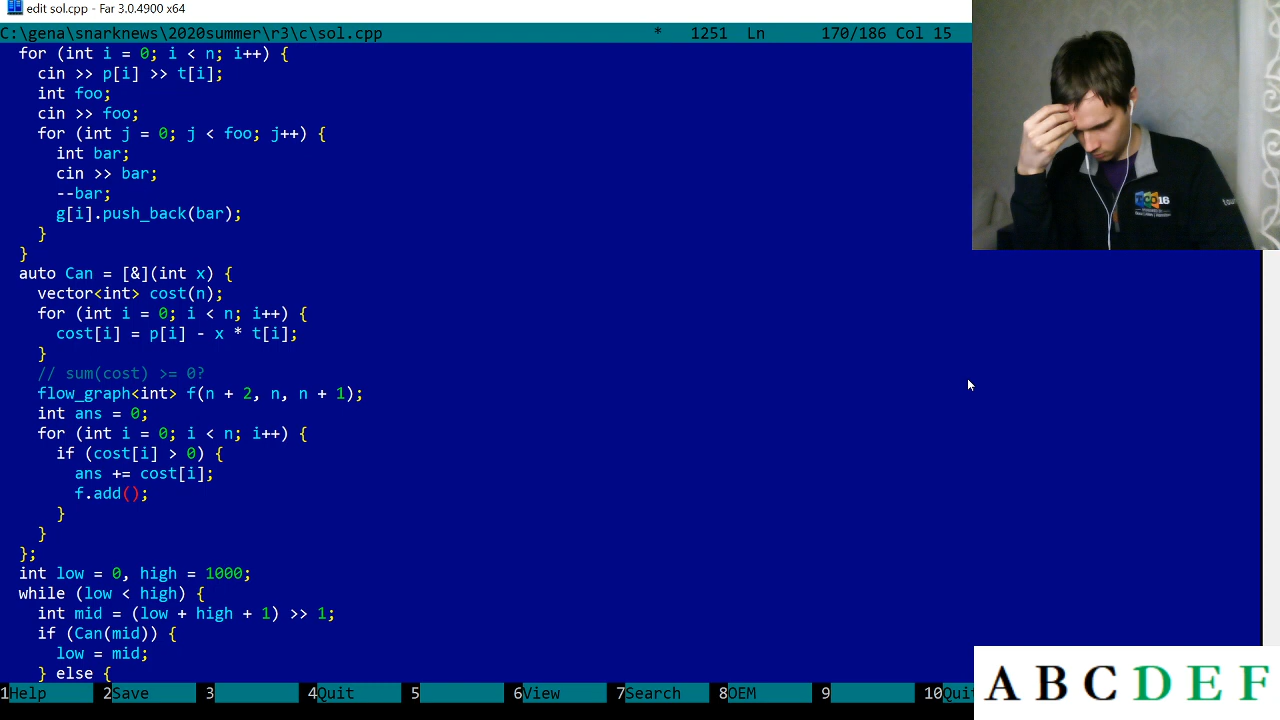 edit sol.cpp - Far 3.0.4900 x64
C:\gena\snarknews\2020summer\r3\c\sol.cpp * 1251 Ln 170/186 Col 15
for (int i = 0; i < n; i++) {
cin >> p[i] >> t[i];
int foo;
cin >> foo;
for (int j = 0; j < foo; j++) {
int bar;
cin >> bar;
--bar;
g[i].push_back(bar);
}
}
auto Can = [&](int x) {
vector<int> cost(n);
for (int i = 0; i < n; i++) {
cost[i] = p[i] - x * t[i];
}
// sum(cost) >= 0?
flow_graph<int> f(n + 2, n, n + 1);
int ans = 0;
for (int i = 0; i < n; i++) {
if (cost[i] > 0) {
ans += cost[i];
f.add();
}
}
};
int low = 0, high = 1000;
while (low < high) {
int mid = (low + high + 1) >> 1;
if (Can(mid)) {
low = mid;
} else {
1Help 2Save 3 4Quit 5 6View 7Search 8OEM 9 10Quit
16
A B C D E F